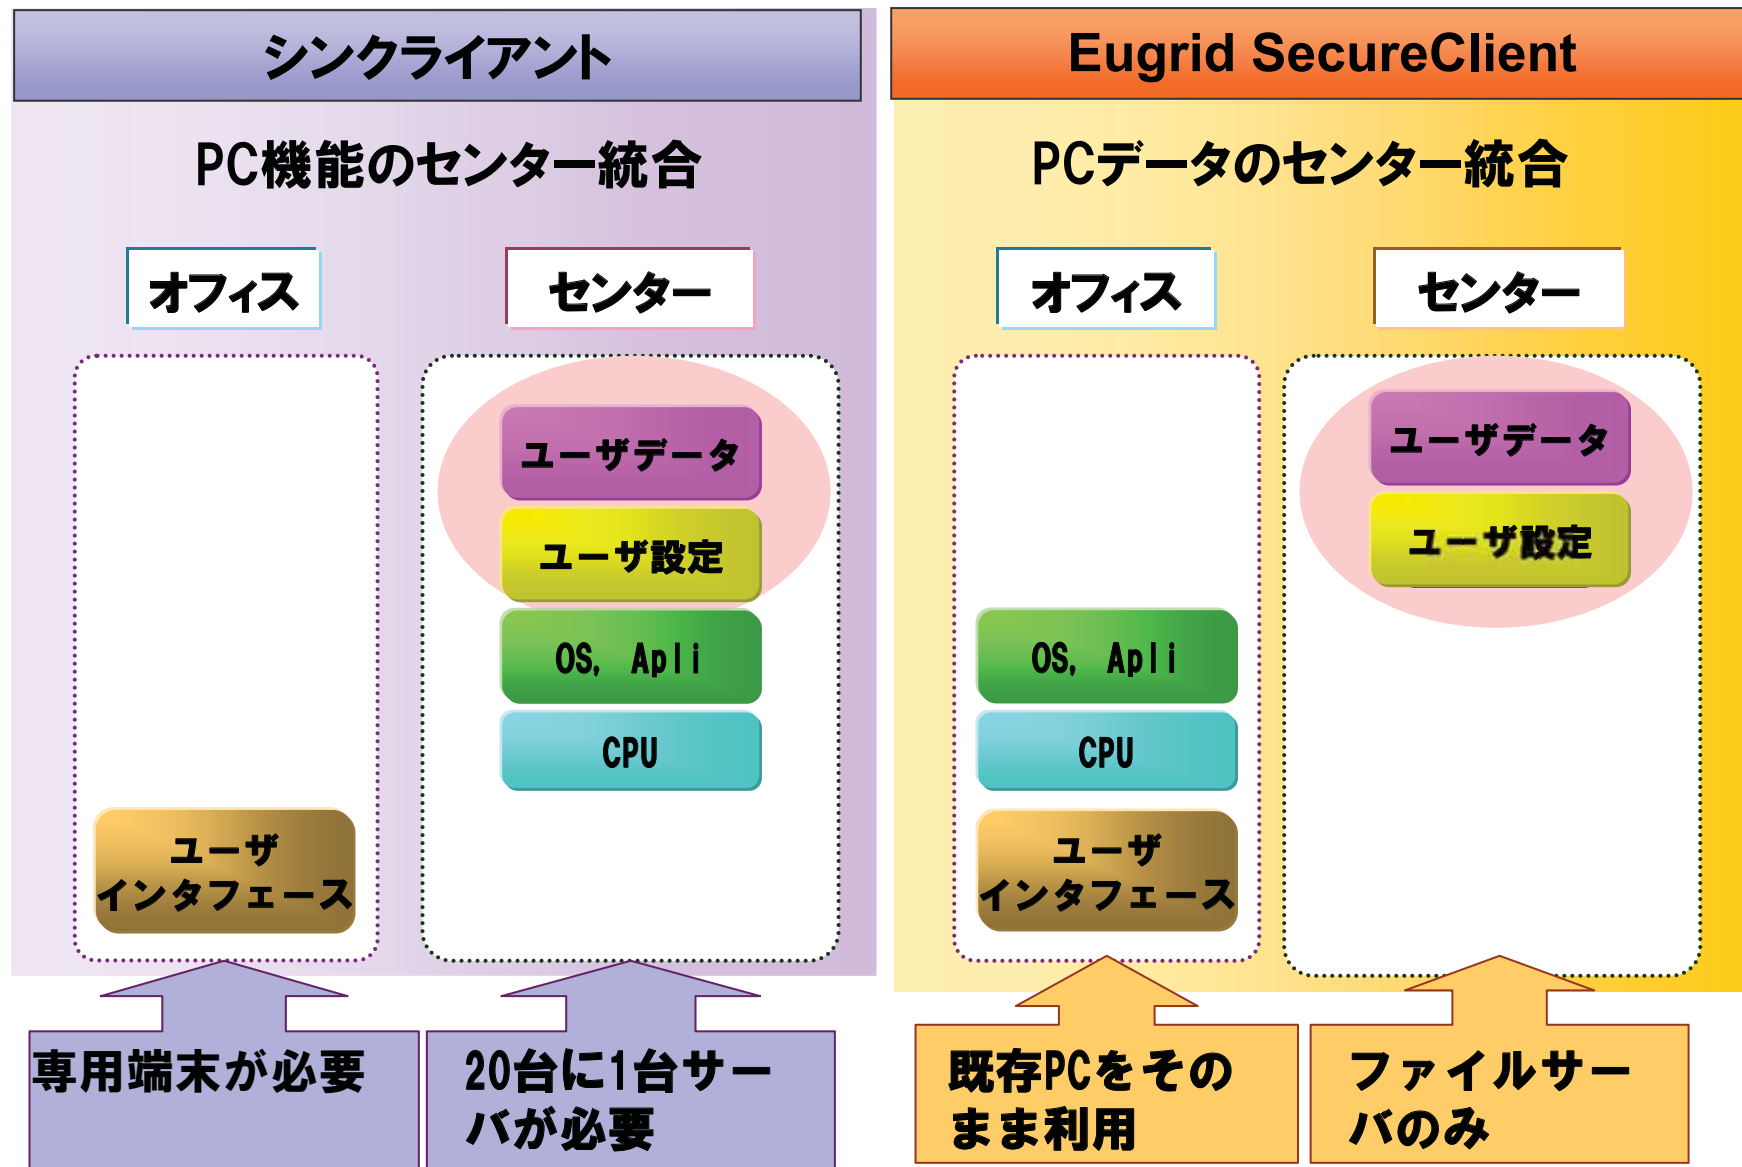 シンクライアント
PC機能のセンター統合
オフィス
センター
ユーザデータ
ユーザ設定
OS, Apli
CPU
ユーザ
インタフェース
専用端末が必要
20台に1台サー
バが必要
Eugrid SecureClient
PCデータのセンター統合
オフィス
センター
ユーザデータ
ユーザ設定
OS, Apli
CPU
ユーザ
インタフェース
既存PCをその
まま利用
ファイルサー
バのみ